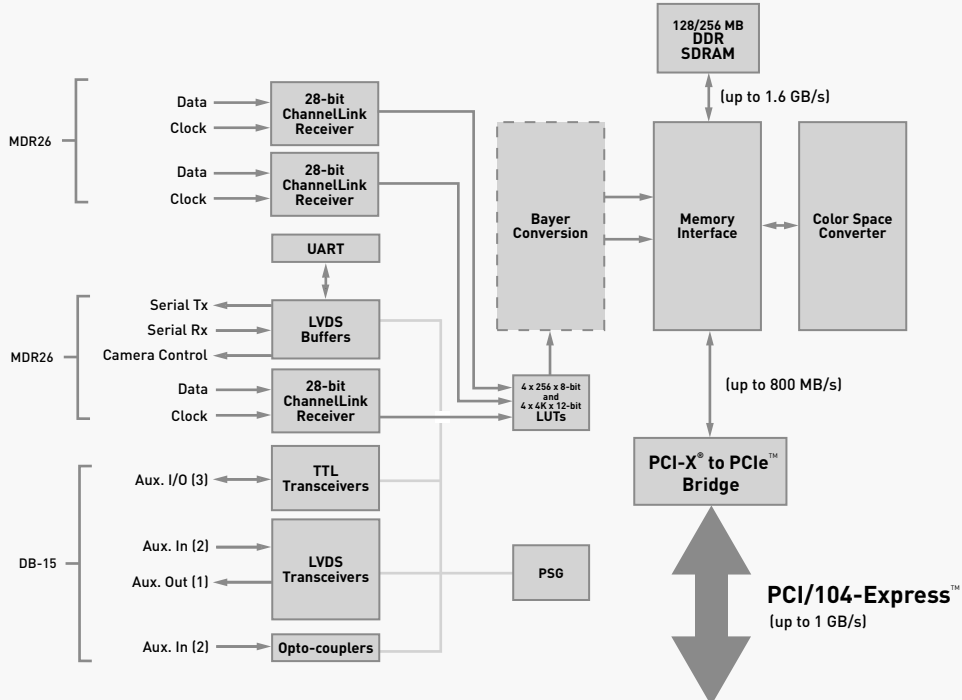 128/256 MB
DDR
SDRAM
(up to 1.6 GB/s)
MDR26
Data
Clock
28-bit
ChannelLink
Receiver
Data
Clock
28-bit
ChannelLink
Receiver
Bayer
Conversion
Memory
Interface
Color Space
Converter
UART
MDR26
Serial Tx
Serial Rx
Camera Control
LVDS
Buffers
Data
Clock
28-bit
ChannelLink
Receiver
4 x 256 x 8-bit
and
4 x 4K x 12-bit
LUTs
(up to 800 MB/s)
PCI-X® to PCIe™
Bridge
DB-15
Aux. I/O (3)
TTL
Transceivers
Aux. In (2)
Aux. Out (1)
LVDS
Transceivers
PSG
Aux. In (2)
Opto-couplers
PCI/104-Express™
(up to 1 GB/s)